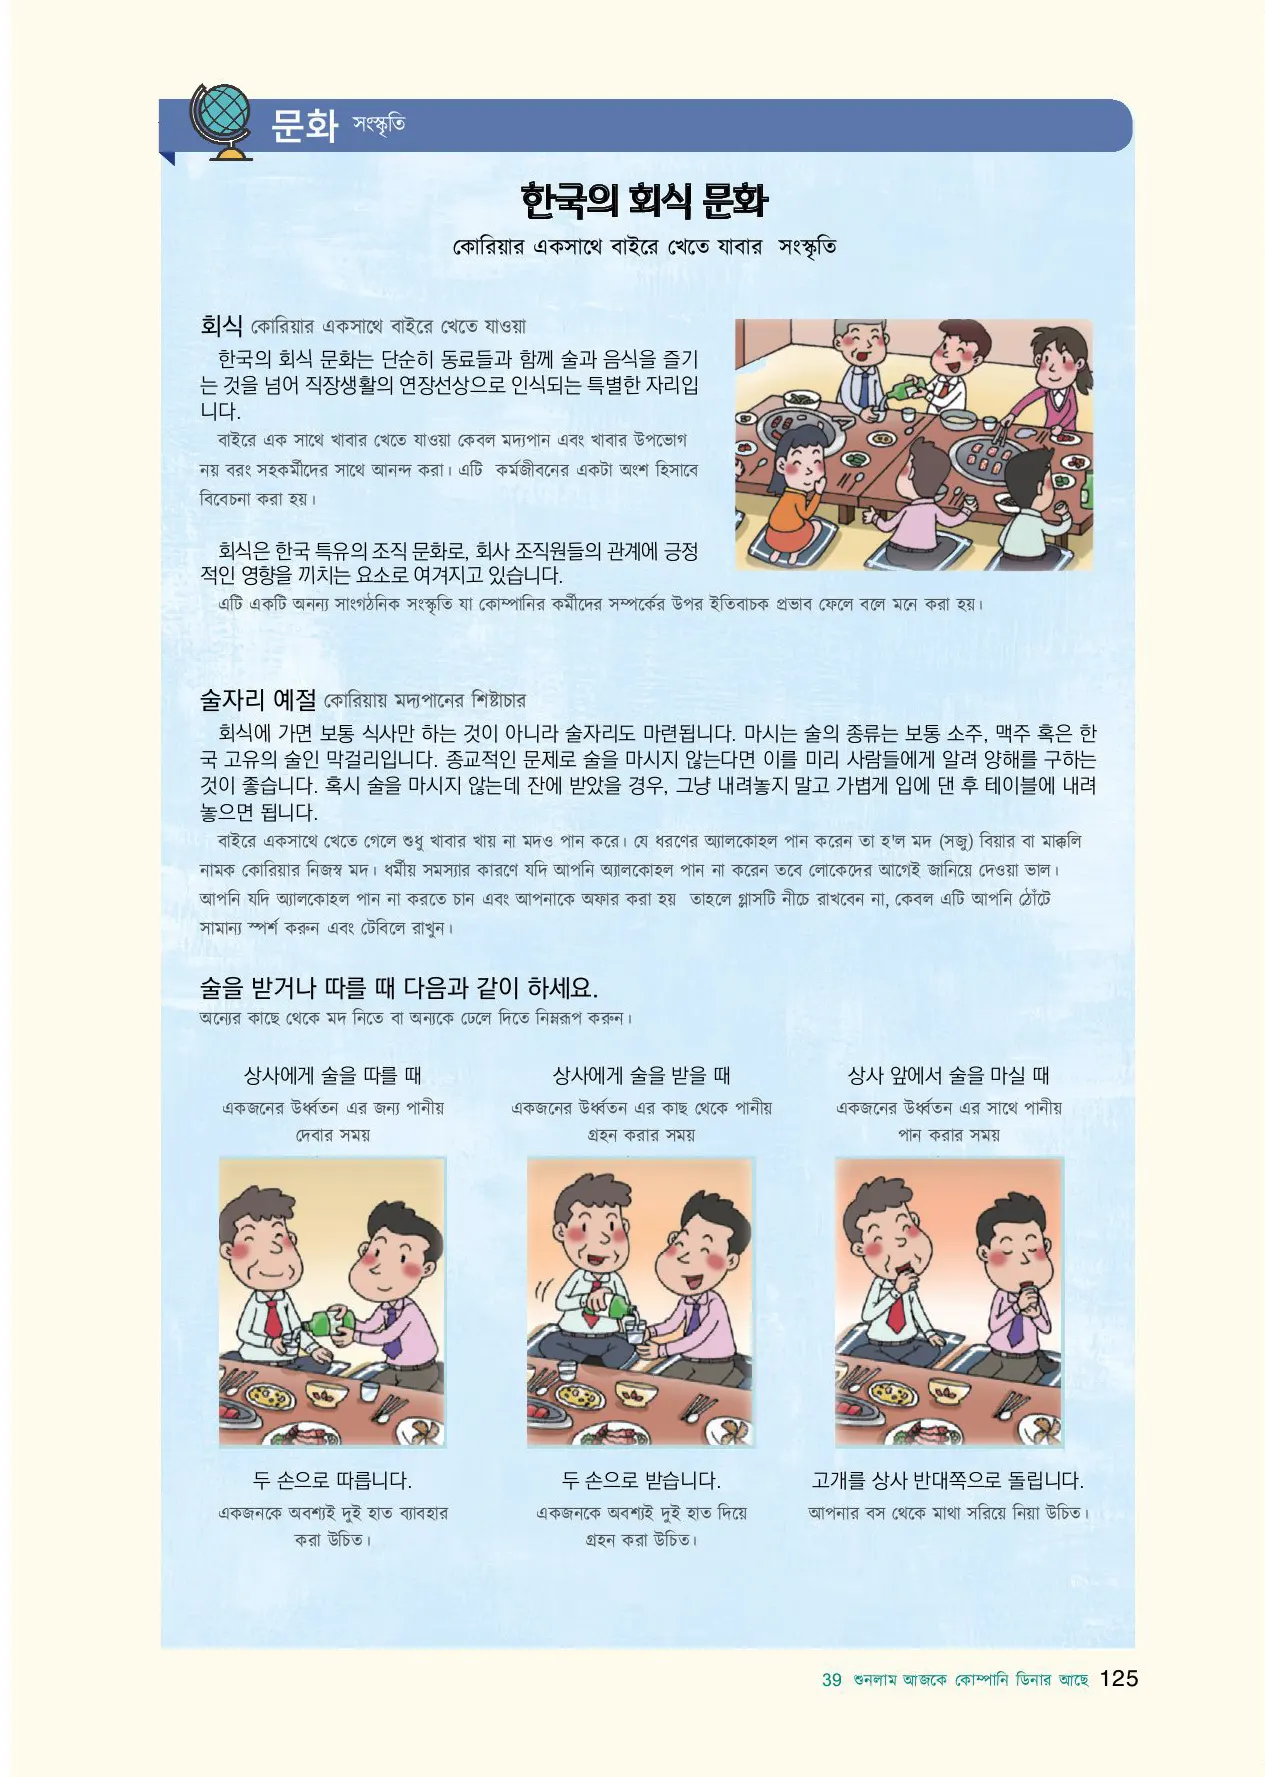 문화 সংস্কৃতি
한국의 회식 문화
কোরিয়ার একসাথে বাইরে খেতে যাবার সংস্কৃতি
회식 কোরিয়ার একসাথে বাইরে খেতে যাওয়া
한국의 회식 문화는 단순히 동료들과 함께 술과 음식을 즐기
는 것을 넘어 직장생활의 연장선상으로 인식되는 특별한 자리입
니다.
বাইরে এক সাথে খাবার খেতে যাওয়া কেবল মদ্যপান এবং খাবার উপভোগ
নয় বরং সহকর্মীদের সাথে আনন্দ করা। এটি কর্মজীবনের একটা অংশ হিসাবে
বিবেচনা করা হয়।
회식은 한국 특유의 조직 문화로, 회사 조직원들의 관계에 긍정
적인 영향을 끼치는 요소로 여겨지고 있습니다.
এটি একটি অনন্য সাংগঠনিক সংস্কৃতি যা কোম্পানির কর্মীদের সম্পর্কের উপর ইতিবাচক প্রভাব ফেলে বলে মনে করা হয়।
술자리 예절 কোরিয়ায় মদ্যপানের শিষ্টাচার
회식에 가면 보통 식사만 하는 것이 아니라 술자리도 마련됩니다. 마시는 술의 종류는 보통 소주, 맥주 혹은 한
국 고유의 술인 막걸리입니다. 종교적인 문제로 술을 마시지 않는다면 이를 미리 사람들에게 알려 양해를 구하는
것이 좋습니다. 혹시 술을 마시지 않는데 잔에 받았을 경우, 그냥 내려놓지 말고 가볍게 입에 댄 후 테이블에 내려
놓으면 됩니다.
বাইরে একসাথে খেতে গেলে শুধু খাবার খায় না মদও পান করে। যে ধরণের অ্যালকোহল পান করেন তা হ'ল মদ (সজু) বিয়ার বা মাক্কলি
নামক কোরিয়ার নিজস্ব মদ। ধর্মীয় সমস্যার কারণে যদি আপনি অ্যালকোহল পান না করেন তবে লোকেদের আগেই জানিয়ে দেওয়া ভাল।
আপনি যদি অ্যালকোহল পান না করতে চান এবং আপনাকে অফার করা হয় তাহলে গ্লাসটি নীচে রাখবেন না, কেবল এটি আপনি ঠোঁটে
সামান্য স্পর্শ করুন এবং টেবিলে রাখুন।
술을 받거나 따를 때 다음과 같이 하세요.
অন্যের কাছে থেকে মদ নিতে বা অন্যকে ঢেলে দিতে নিম্নরূপ করুন।
상사에게 술을 따를 때
একজনের উর্ধ্বতন এর জন্য পানীয়
দেবার সময়
상사에게 술을 받을 때
একজনের উর্ধ্বতন এর কাছ থেকে পানীয়
গ্রহন করার সময়
상사 앞에서 술을 마실 때
একজনের উর্ধ্বতন এর সাথে পানীয়
পান করার সময়
두 손으로 따릅니다.
একজনকে অবশ্যই দুই হাত ব্যাবহার
করা উচিত।
두 손으로 받습니다.
একজনকে অবশ্যই দুই হাত দিয়ে
গ্রহন করা উচিত।
고개를 상사 반대쪽으로 돌립니다.
আপনার বস থেকে মাথা সরিয়ে নিয়া উচিত।
39 শুনলাম আজকে কোম্পানি ডিনার আছে 125